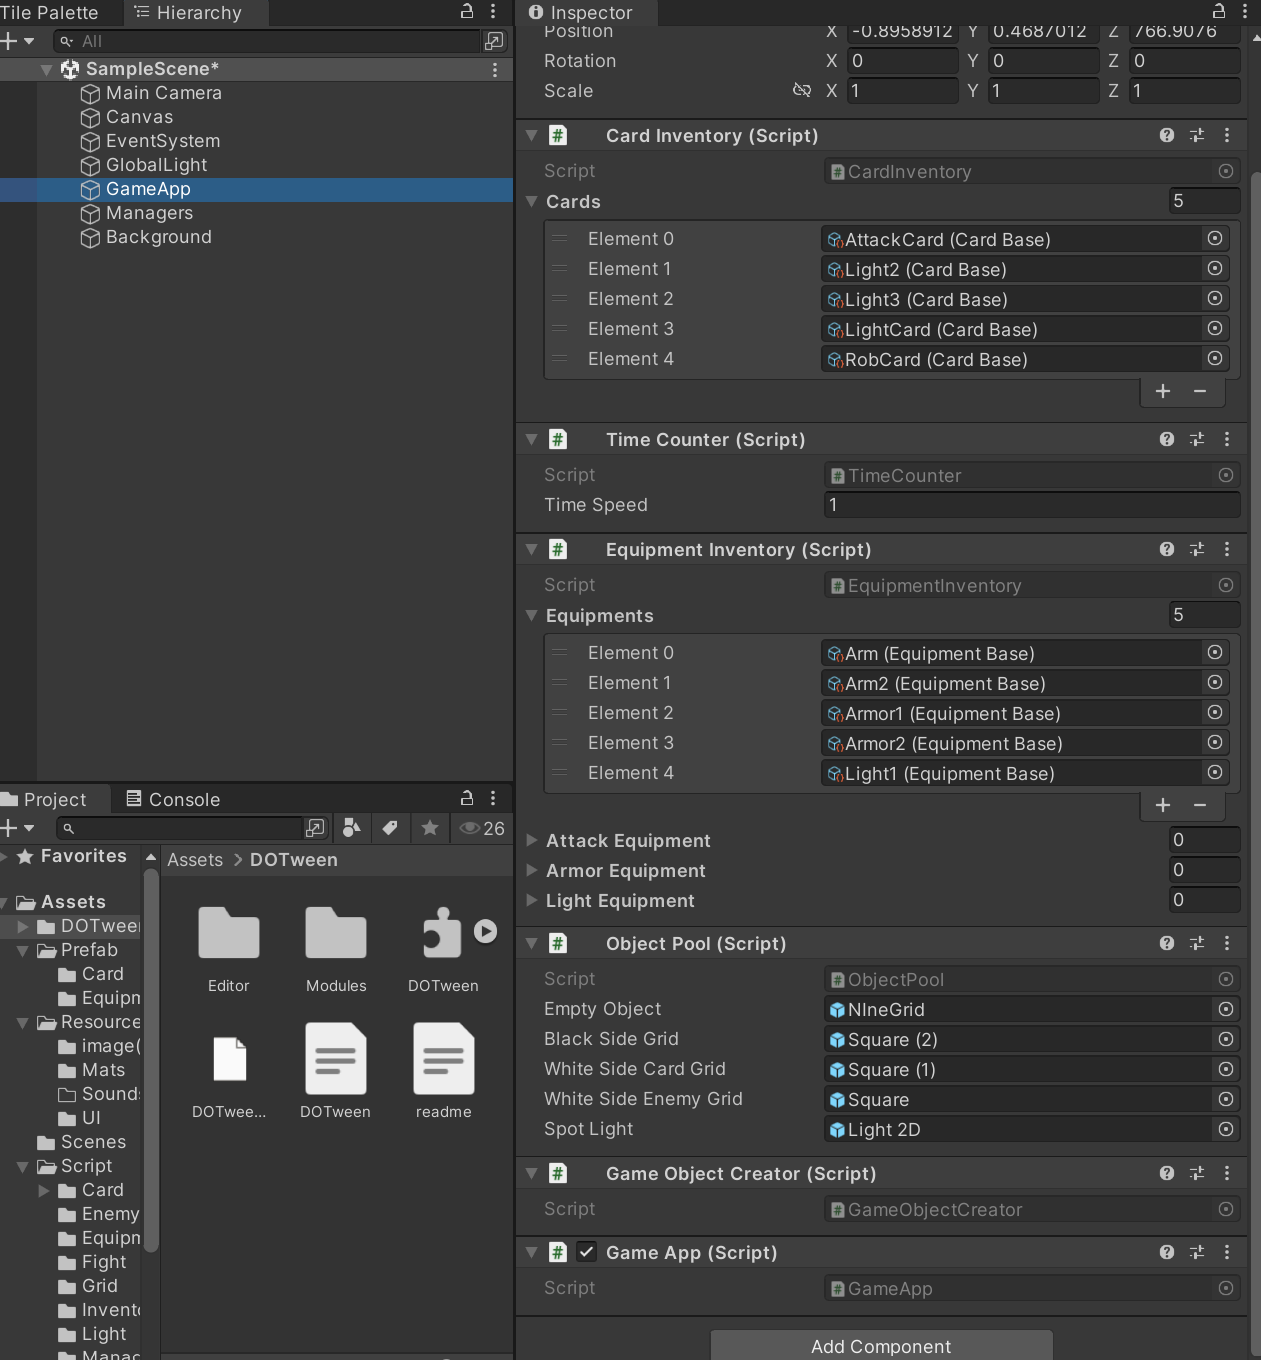 Tile Palette
Hierarchy
All
SampleScene*
Main Camera
Canvas
EventSystem
GlobalLight
GameApp
Managers
Background
Project
Console
26
Favorites
Assets
DOTween
Prefab
Card
Equipm
Resource
image(
Mats
Sound
UI
Scenes
Script
Card
Enemy
Equipm
Fight
Grid
Invent
Light
Manag
Assets > DOTween
Editor
Modules
DOTween
DOTwee...
DOTween
readme
Inspector
Position X -0.8958912 Y 0.4687012 Z 766.9076
Rotation X 0 Y 0 Z 0
Scale X 1 Y 1 Z 1
Card Inventory (Script)
Script CardInventory
Cards 5
Element 0 AttackCard (Card Base)
Element 1 Light2 (Card Base)
Element 2 Light3 (Card Base)
Element 3 LightCard (Card Base)
Element 4 RobCard (Card Base)
+ −
Time Counter (Script)
Script TimeCounter
Time Speed 1
Equipment Inventory (Script)
Script EquipmentInventory
Equipments 5
Element 0 Arm (Equipment Base)
Element 1 Arm2 (Equipment Base)
Element 2 Armor1 (Equipment Base)
Element 3 Armor2 (Equipment Base)
Element 4 Light1 (Equipment Base)
+ −
Attack Equipment 0
Armor Equipment 0
Light Equipment 0
Object Pool (Script)
Script ObjectPool
Empty Object NIneGrid
Black Side Grid Square (2)
White Side Card Grid Square (1)
White Side Enemy Grid Square
Spot Light Light 2D
Game Object Creator (Script)
Script GameObjectCreator
Game App (Script)
Script GameApp
Add Component